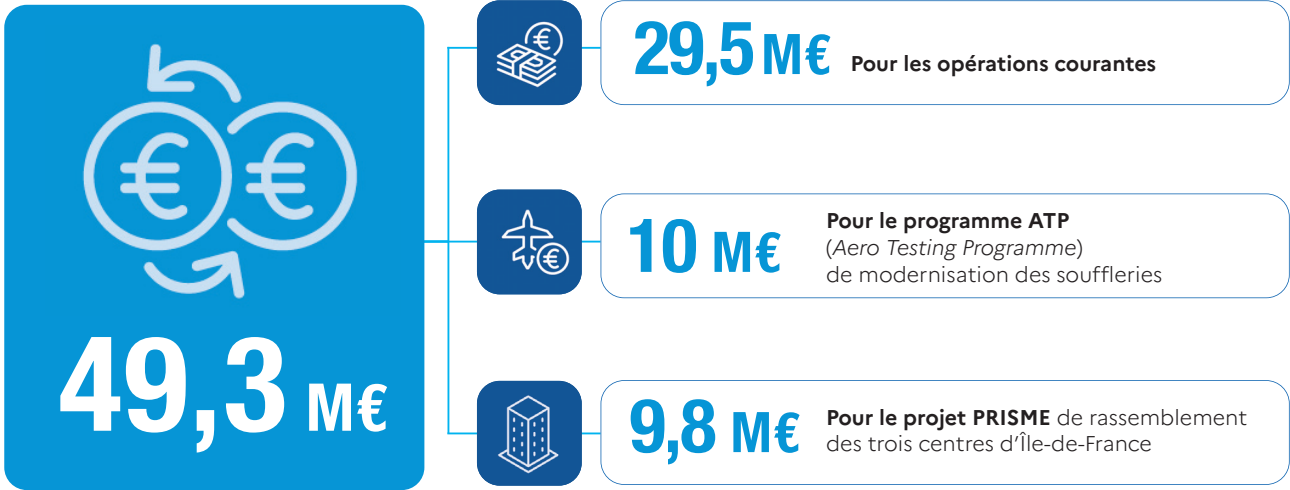 49,3 M€
29,5 M€ Pour les opérations courantes
10 M€
Pour le programme ATP
(Aero Testing Programme)
de modernisation des souffleries
9,8 M€
Pour le projet PRISME de rassemblement
des trois centres d’Île-de-France